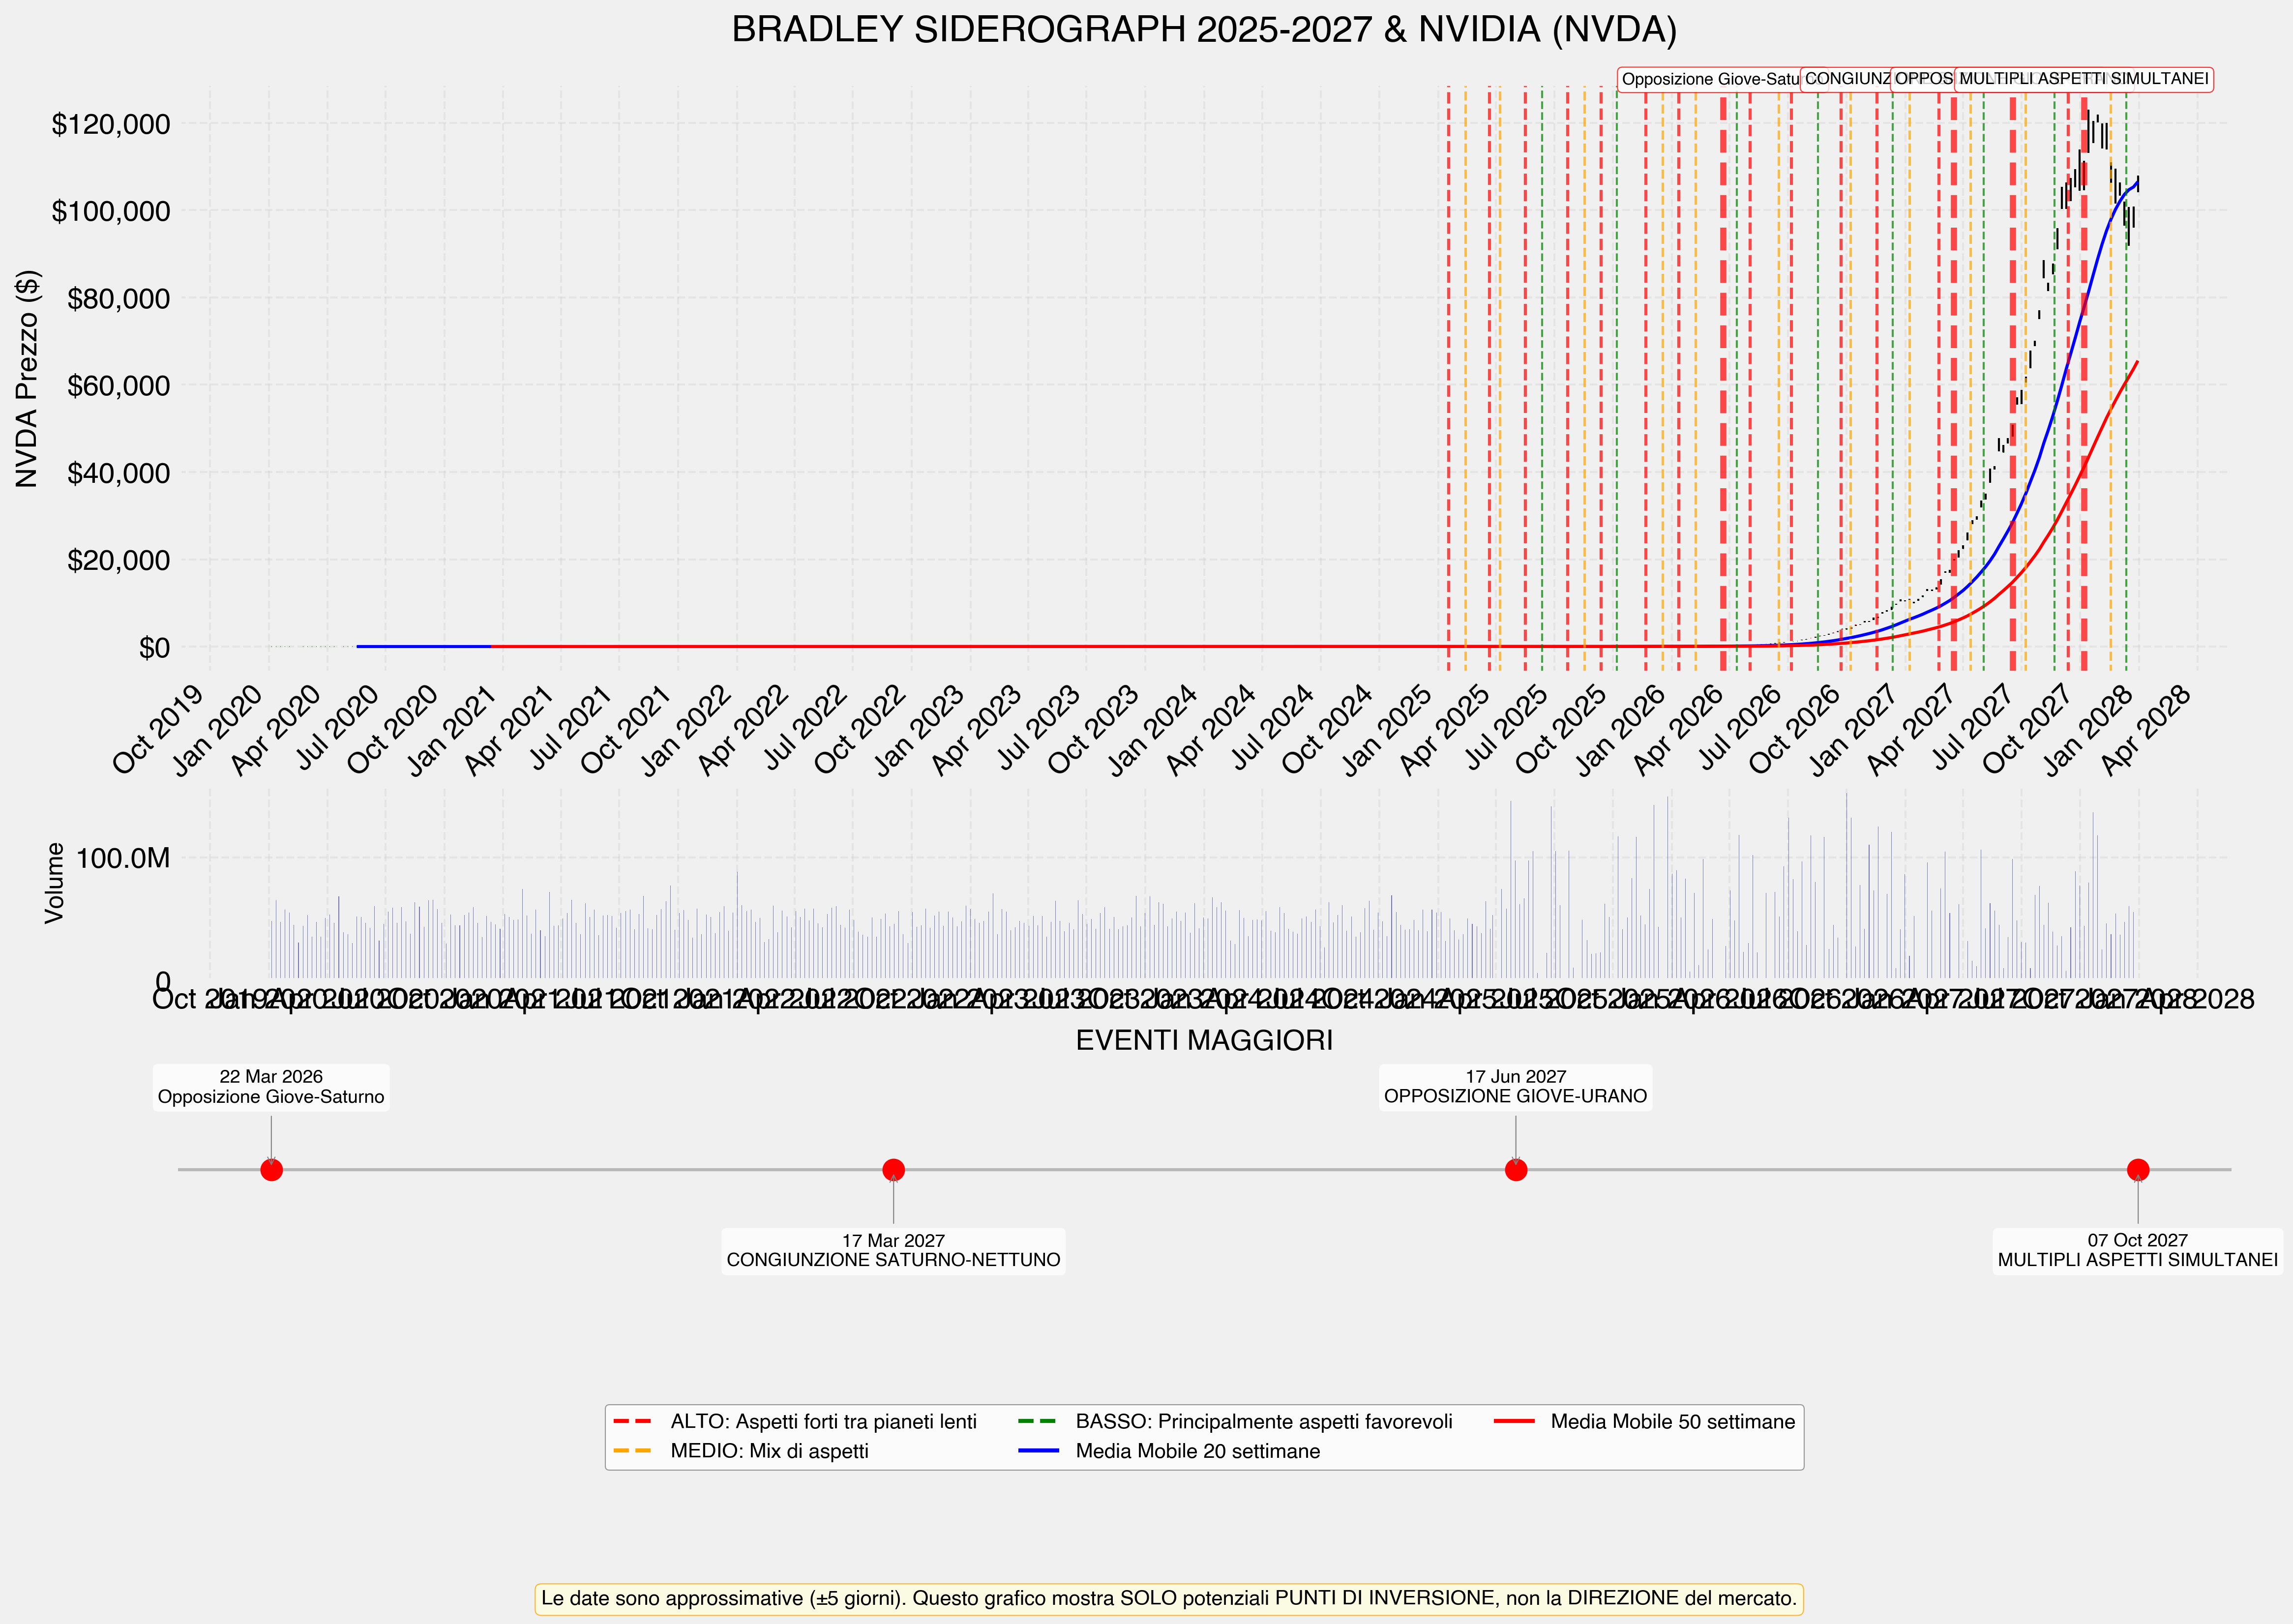 BRADLEY SIDEROGRAPH 2025-2027 & NVIDIA (NVDA)
Opposizione Giove-Satur
CONGIUNZ
OPPOS
MULTIPLI ASPETTI SIMULTANEI
NVDA Prezzo ($)
$120,000
$100,000
$80,000
$60,000
$40,000
$20,000
$0
Oct 2019
Jan 2020
Apr 2020
Jul 2020
Oct 2020
Jan 2021
Apr 2021
Jul 2021
Oct 2021
Jan 2022
Apr 2022
Jul 2022
Oct 2022
Jan 2023
Apr 2023
Jul 2023
Oct 2023
Jan 2024
Apr 2024
Jul 2024
Oct 2024
Jan 2025
Apr 2025
Jul 2025
Oct 2025
Jan 2026
Apr 2026
Jul 2026
Oct 2026
Jan 2027
Apr 2027
Jul 2027
Oct 2027
Jan 2028
Apr 2028
Volume
100.0M
0
EVENTI MAGGIORI
22 Mar 2026
Opposizione Giove-Saturno
17 Jun 2027
OPPOSIZIONE GIOVE-URANO
17 Mar 2027
CONGIUNZIONE SATURNO-NETTUNO
07 Oct 2027
MULTIPLI ASPETTI SIMULTANEI
ALTO: Aspetti forti tra pianeti lenti
MEDIO: Mix di aspetti
BASSO: Principalmente aspetti favorevoli
Media Mobile 20 settimane
Media Mobile 50 settimane
Le date sono approssimative (±5 giorni). Questo grafico mostra SOLO potenziali PUNTI DI INVERSIONE, non la DIREZIONE del mercato.